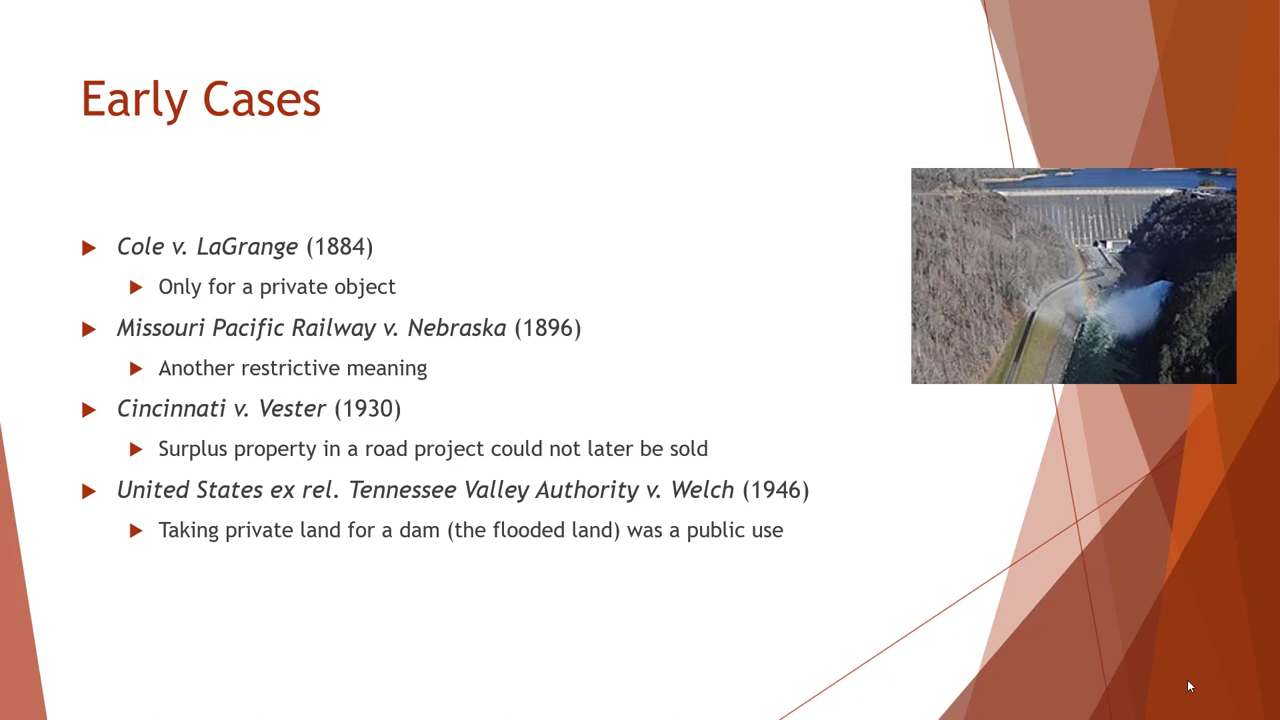 Early Cases
Cole v. LaGrange (1884)
Only for a private object
Missouri Pacific Railway v. Nebraska (1896)
Another restrictive meaning
Cincinnati v. Vester (1930)
Surplus property in a road project could not later be sold
United States ex rel. Tennessee Valley Authority v. Welch (1946)
Taking private land for a dam (the flooded land) was a public use